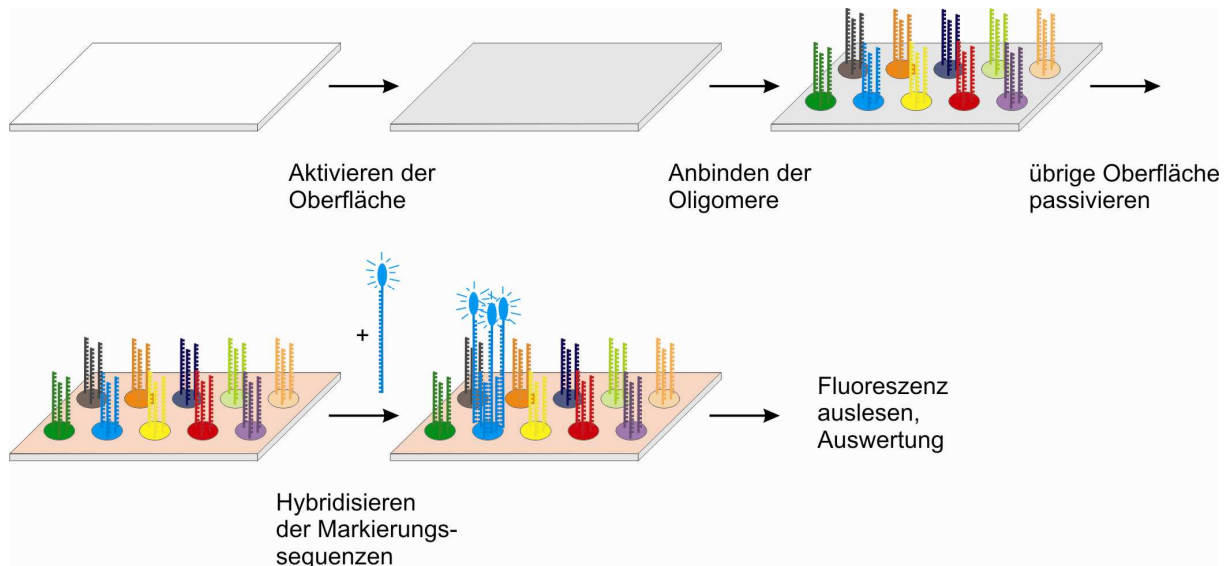 Aktivieren der
Oberfläche
Anbinden der
Oligomere
übrige Oberfläche
passivieren
+
Hybridisieren
der Markierungs-
sequenzen
Fluoreszenz
auslesen,
Auswertung